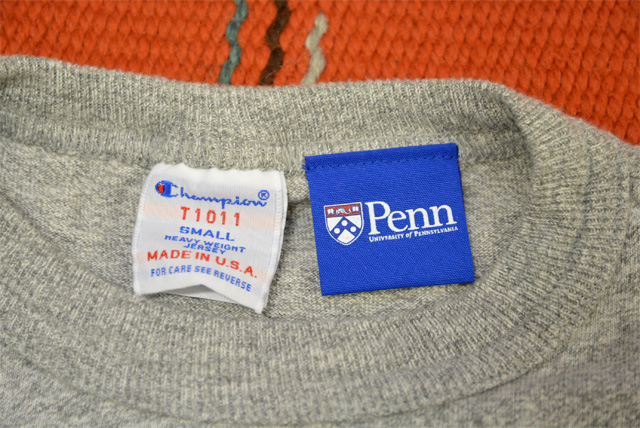 Champion®
T1011
SMALL
HEAVY WEIGHT
JERSEY
MADE IN U.S.A.
FOR CARE SEE REVERSE
Penn
UNIVERSITY of PENNSYLVANIA